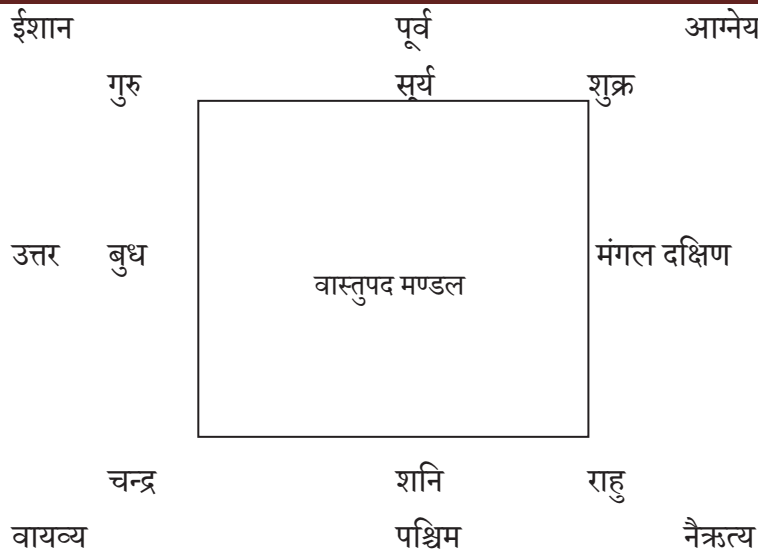 ईशान पूर्व आग्नेय
गुरु सूर्य शुक्र
उत्तर बुध मंगल दक्षिण
वास्तुपद मण्डल
चन्द्र शनि राहु
वायव्य पश्चिम नैऋत्य